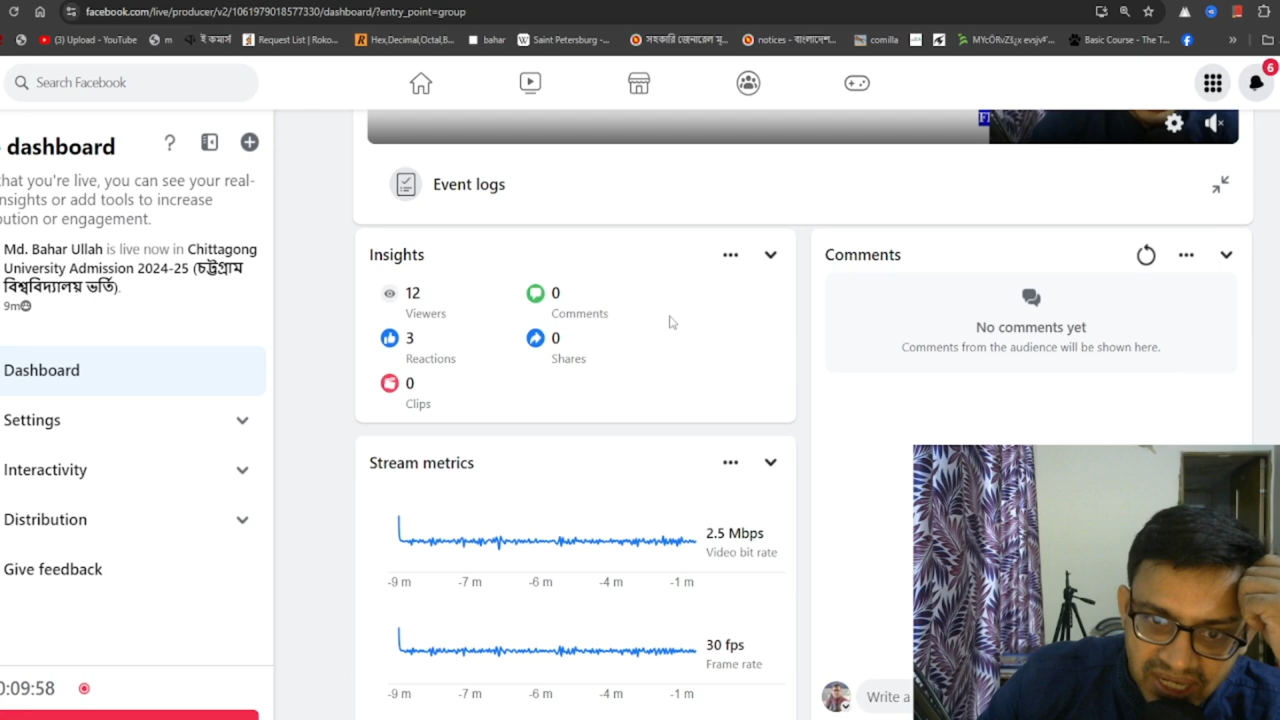 facebook.com/live/producer/v2/1061979018577330/dashboard/?entry_point=group
(3) Upload - YouTube
m
ই কমার্স
Request List | Roko...
Hex,Decimal,Octal,B...
bahar
Saint Petersburg -...
সহকারী জেনারেল ম্...
notices - বাংলাদেশ...
comilla
Basic Course - The T...
Search Facebook
6
dashboard
that you're live, you can see your real-
insights or add tools to increase
bution or engagement.
Md. Bahar Ullah is live now in Chittagong
University Admission 2024-25 (চট্টগ্রাম
বিশ্ববিদ্যালয় ভর্তি).
9m
Dashboard
Settings
Interactivity
Distribution
Give feedback
0:09:58
Event logs
Insights
12
Viewers
0
Comments
3
Reactions
0
Shares
0
Clips
Stream metrics
2.5 Mbps
Video bit rate
-9 m -7 m -6 m -4 m -1 m
30 fps
Frame rate
-9 m -7 m -6 m -4 m -1 m
Comments
No comments yet
Comments from the audience will be shown here.
Write a